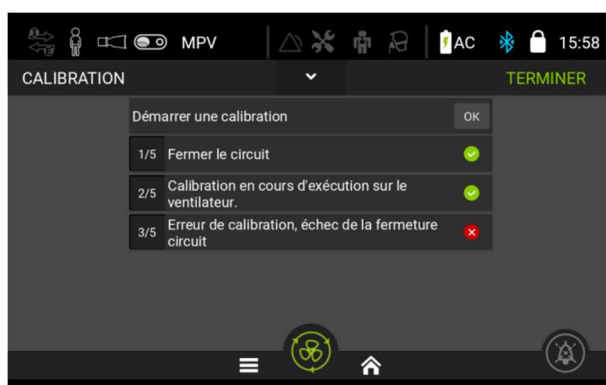 MPV
AC
15:58
CALIBRATION
TERMINER
Démarrer une calibration
OK
1/5 Fermer le circuit
2/5 Calibration en cours d'exécution sur le
ventilateur.
3/5 Erreur de calibration, échec de la fermeture
circuit